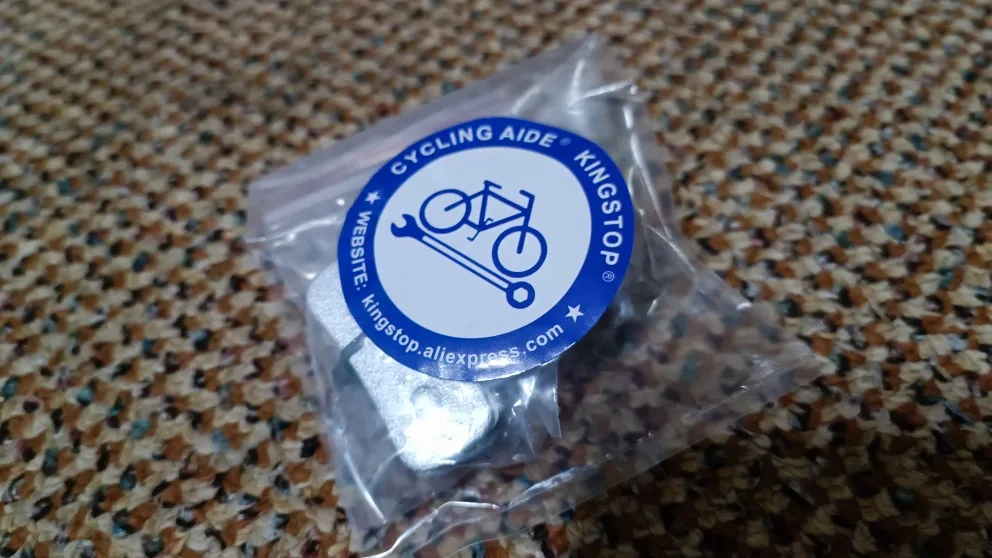 CYCLING AIDE® KINGSTOP®
WEBSITE: kingstop.aliexpress.com